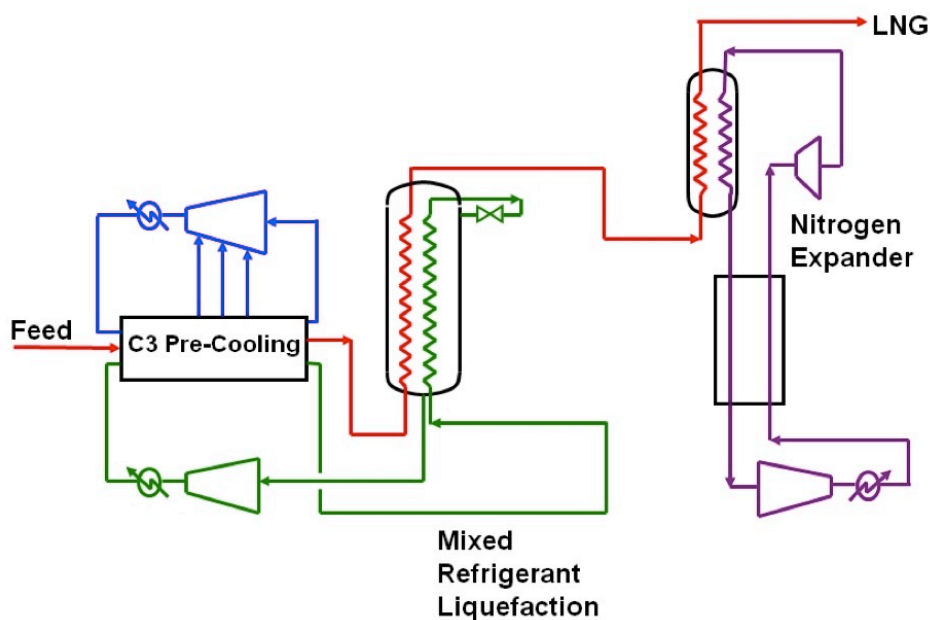 LNG
Nitrogen
Expander
Feed
C3 Pre-Cooling
Mixed
Refrigerant
Liquefaction